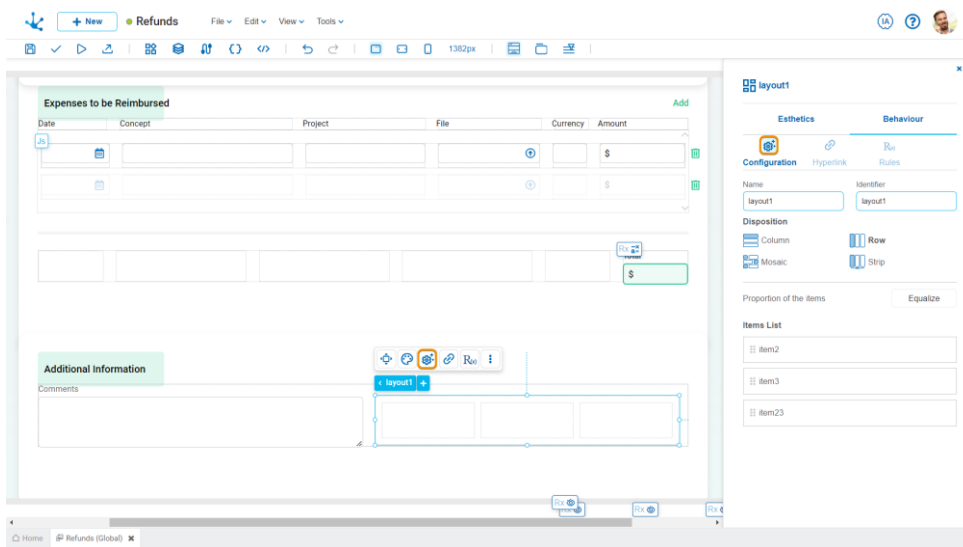 + New
Refunds
File
Edit
View
Tools
IA
?
1382px
layout1
Esthetics
Behaviour
Configuration
Hyperlink
R(x)
Rules
Name
Identifier
layout1
layout1
Disposition
Column
Row
Mosaic
Strip
Proportion of the items
Equalize
Items List
item2
item3
item23
Expenses to be Reimbursed
Add
Date
Concept
Project
File
Currency
Amount
Js
$
$
Rx
Total
$
Additional Information
R(x)
< layout1 +
Comments
Rx
Rx
Rx
Home
Refunds (Global)